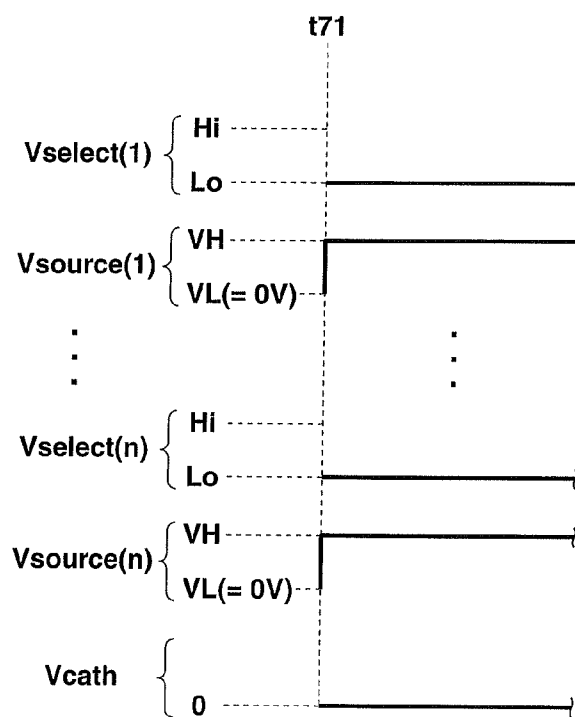 t71
Vselect(1)
Hi
Lo
Vsource(1)
VH
VL(= 0V)
Vselect(n)
Hi
Lo
Vsource(n)
VH
VL(= 0V)
Vcath
0